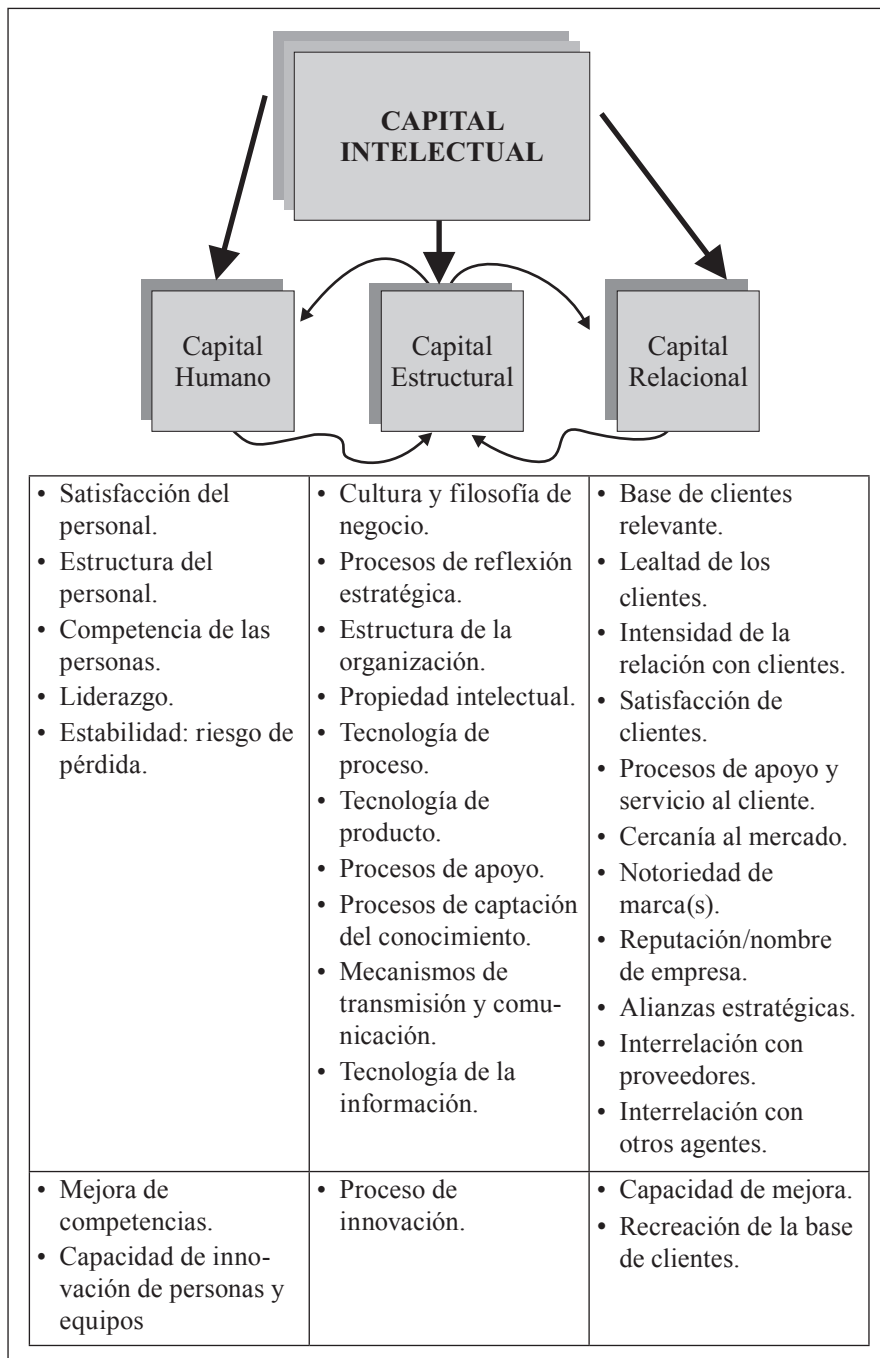 CAPITAL
INTELECTUAL
Capital
Humano
Capital
Estructural
Capital
Relacional
• Satisfacción del
personal.
• Estructura del
personal.
• Competencia de las
personas.
• Liderazgo.
• Estabilidad: riesgo de
pérdida.
• Cultura y filosofía de
negocio.
• Procesos de reflexión
estratégica.
• Estructura de la
organización.
• Propiedad intelectual.
• Tecnología de
proceso.
• Tecnología de
producto.
• Procesos de apoyo.
• Procesos de captación
del conocimiento.
• Mecanismos de
transmisión y comu-
nicación.
• Tecnología de la
información.
• Base de clientes
relevante.
• Lealtad de los
clientes.
• Intensidad de la
relación con clientes.
• Satisfacción de
clientes.
• Procesos de apoyo y
servicio al cliente.
• Cercanía al mercado.
• Notoriedad de
marca(s).
• Reputación/nombre
de empresa.
• Alianzas estratégicas.
• Interrelación con
proveedores.
• Interrelación con
otros agentes.
• Mejora de
competencias.
• Capacidad de inno-
vación de personas y
equipos
• Proceso de
innovación.
• Capacidad de mejora.
• Recreación de la base
de clientes.